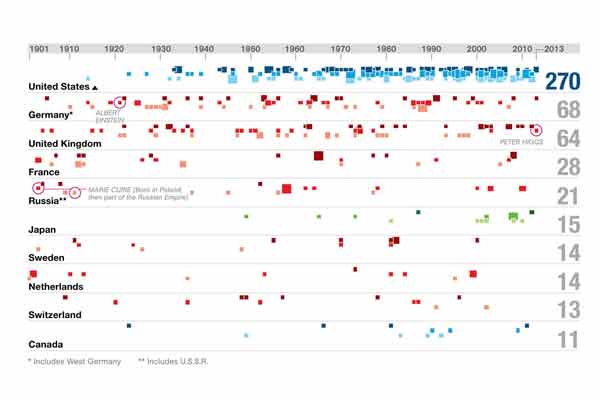 1901 1910 1920 1930 1940 1950 1960 1970 1980 1990 2000 2010 2013
United States ▲ 270
Germany* 68
ALBERT
EINSTEIN
United Kingdom 64
PETER HIGGS
France 28
MARIE CURIE (Born in Poland,
then part of the Russian Empire)
Russia** 21
Japan 15
Sweden 14
Netherlands 14
Switzerland 13
Canada 11
* Includes West Germany ** Includes U.S.S.R.